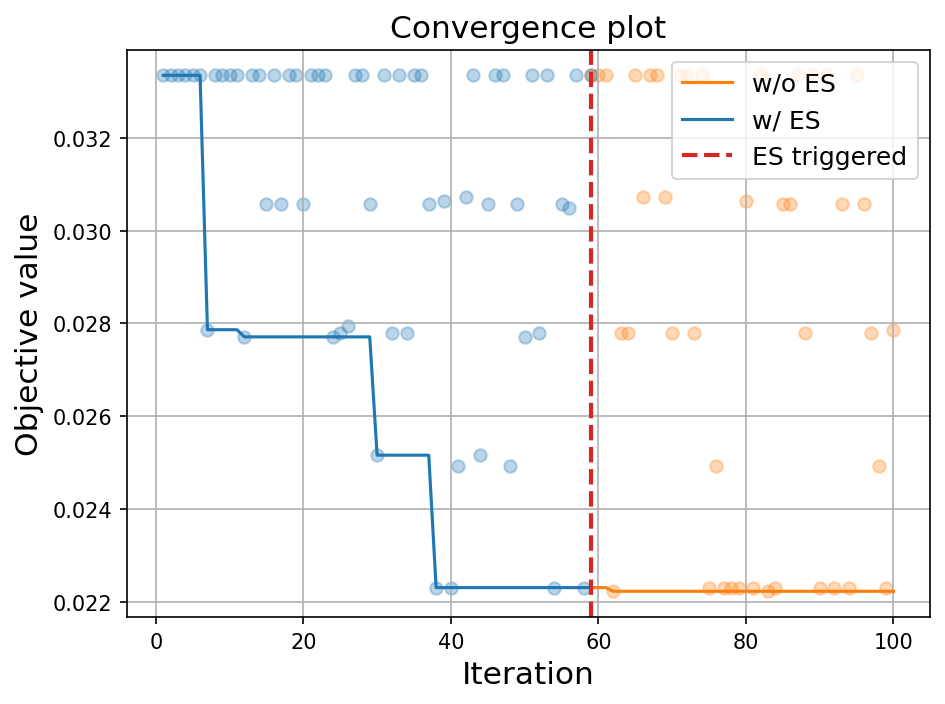 Convergence plot
Objective value
0.032
0.030
0.028
0.026
0.024
0.022
w/o ES
w/ ES
ES triggered
0
20
40
60
80
100
Iteration